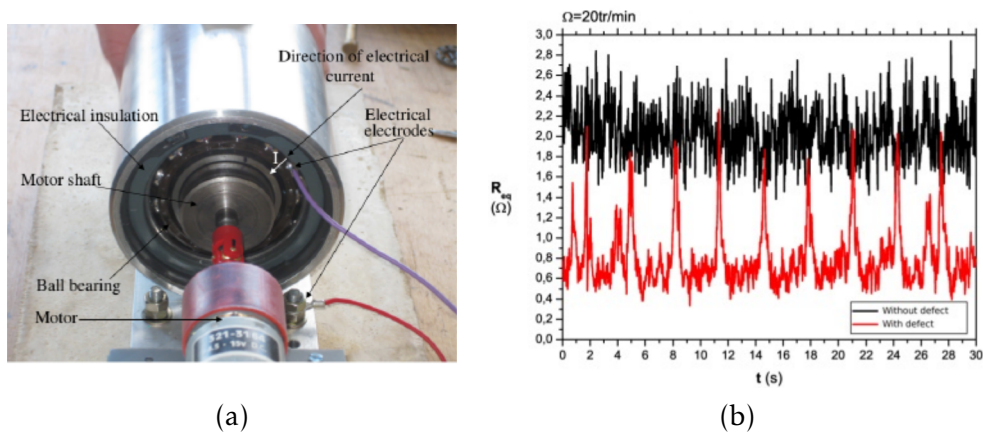 Direction of electrical
current
Electrical
electrodes
Electrical insulation
I
Motor shaft
Ball bearing
Motor
(a)
Ω=20tr/min
3,0
2,8
2,6
2,4
2,2
2,0
1,8
1,6
1,4
1,2
1,0
0,8
0,6
0,4
0,2
0,0
R
(Ω)
Without defect
With defect
0 2 4 6 8 10 12 14 16 18 20 22 24 26 28 30
t (s)
(b)